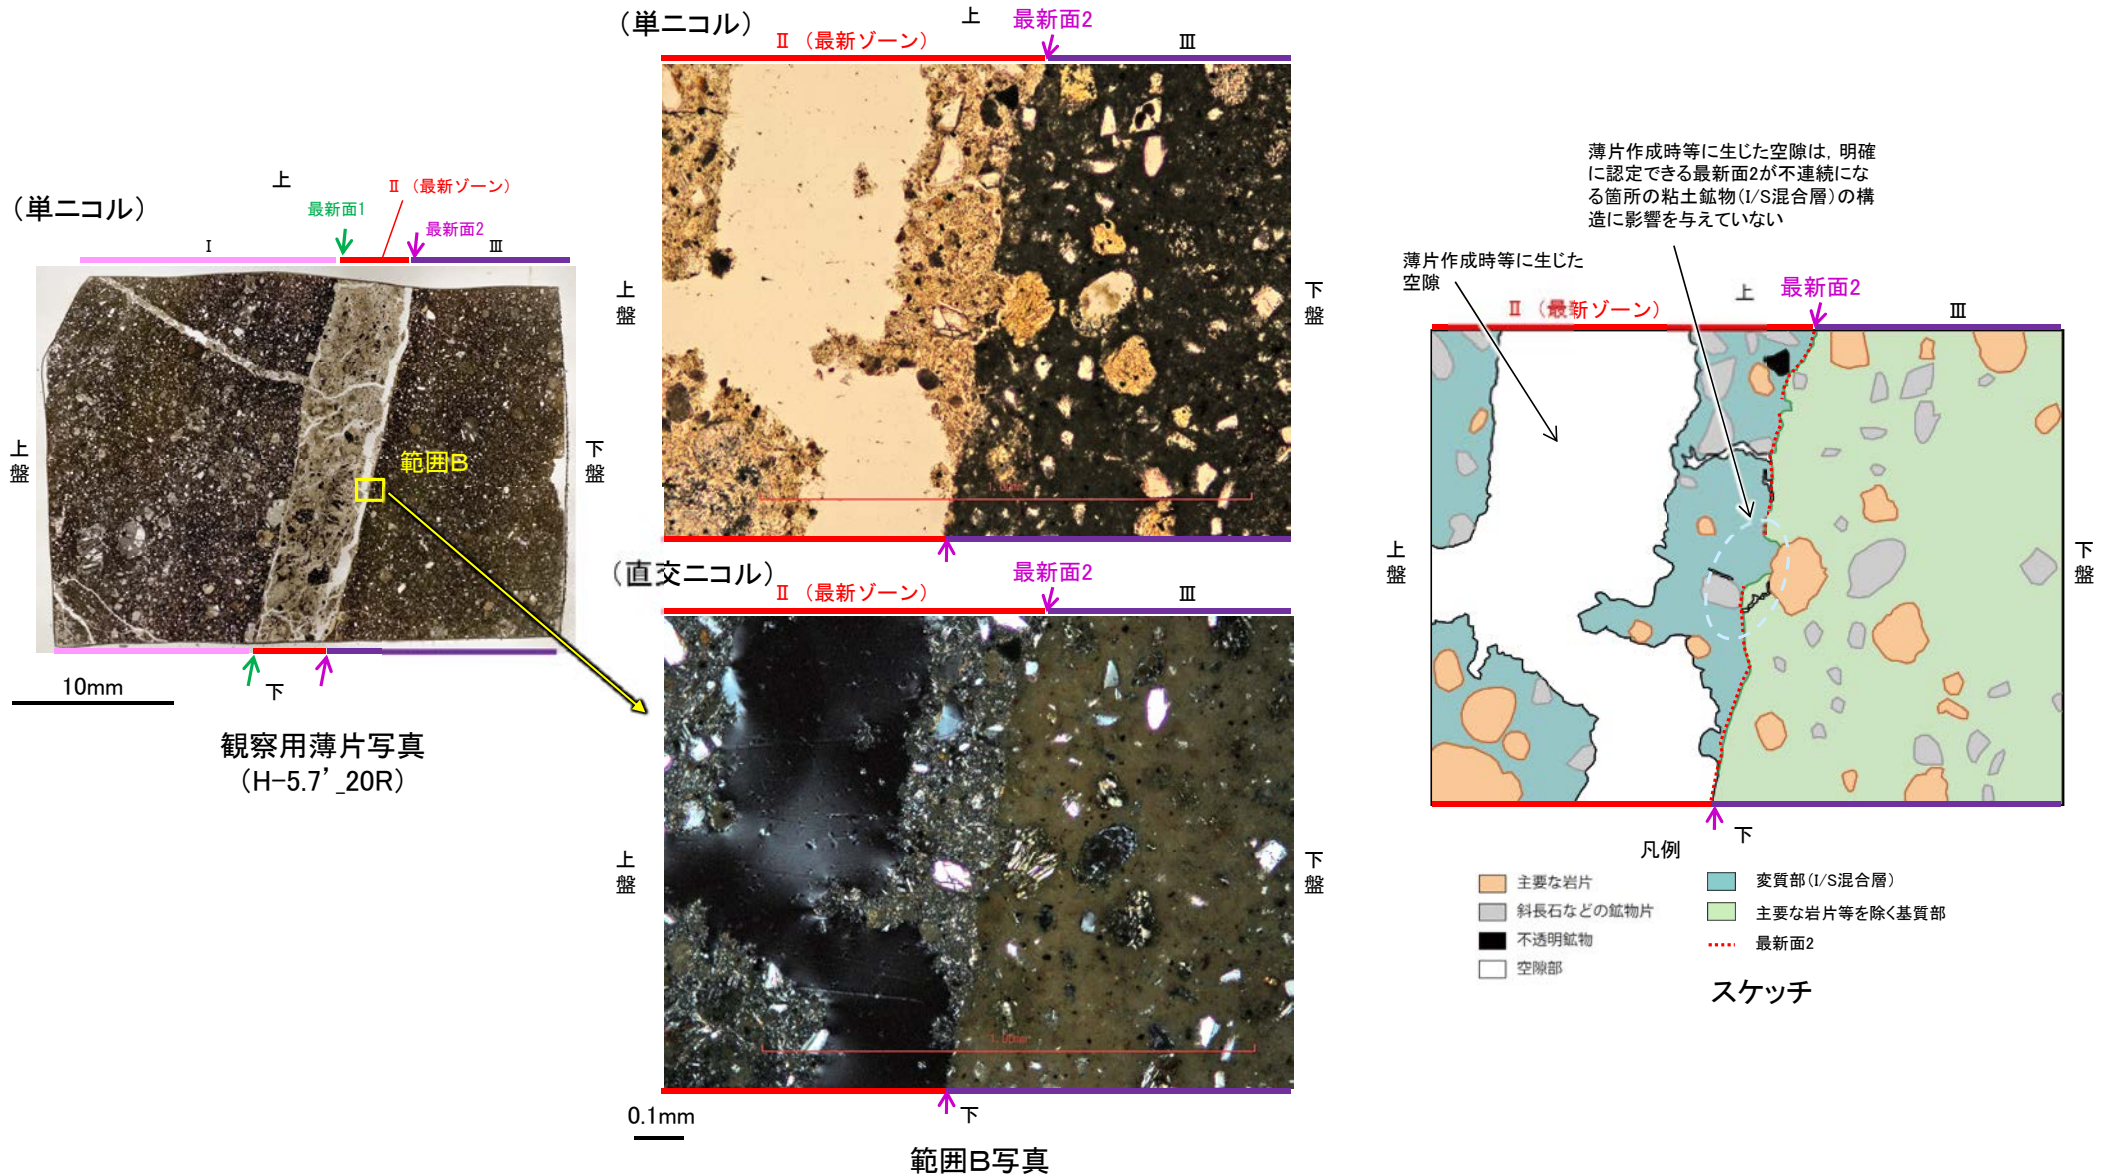 (単ニコル)
上
Ⅱ (最新ゾーン)
最新面1
最新面2
Ⅰ
Ⅲ
上盤
下盤
範囲B
下
10mm
観察用薄片写真
(H-5.7’_20R)
(単ニコル)
上
最新面2
Ⅱ (最新ゾーン)
Ⅲ
上盤
下盤
1.00mm
(直交ニコル)
最新面2
Ⅱ (最新ゾーン)
Ⅲ
上盤
下盤
1.00mm
下
0.1mm
範囲B写真
薄片作成時等に生じた空隙は, 明確
に認定できる最新面2が不連続にな
る箇所の粘土鉱物(I/S混合層)の構
造に影響を与えていない
薄片作成時等に生じた
空隙
上
最新面2
Ⅱ (最新ゾーン)
Ⅲ
上盤
下盤
下
凡例
主要な岩片
斜長石などの鉱物片
不透明鉱物
空隙部
変質部(I/S混合層)
主要な岩片等を除く基質部
最新面2
スケッチ